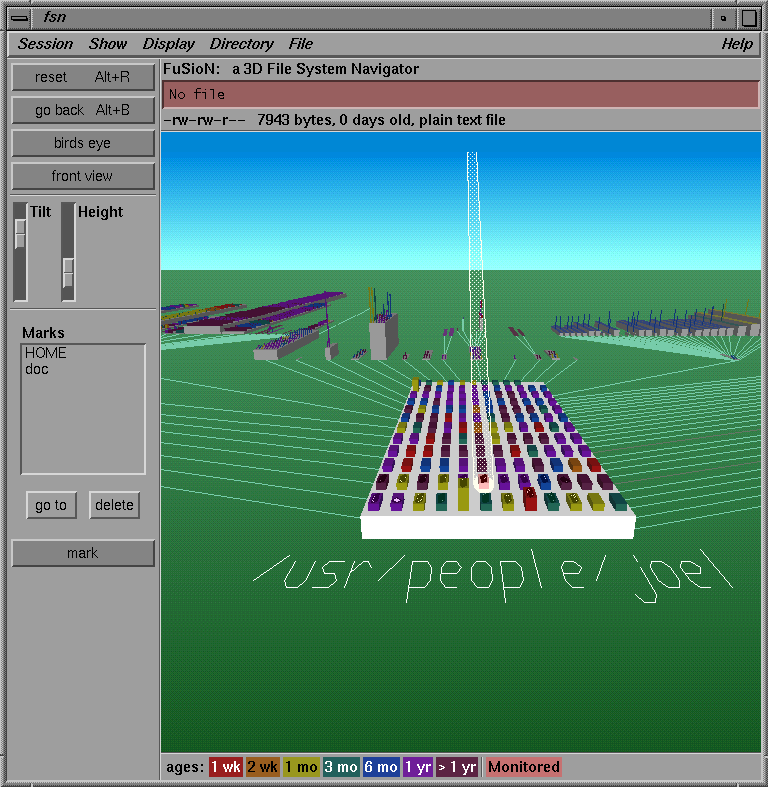 fsn
Session Show Display Directory File Help
reset Alt+R
go back Alt+B
birds eye
front view
Tilt Height
Marks
HOME
doc
go to delete
mark
FuSioN: a 3D File System Navigator
No file
-rw-rw-r-- 7943 bytes, 0 days old, plain text file
/usr/people/joel
ages: 1 wk 2 wk 1 mo 3 mo 6 mo 1 yr > 1 yr Monitored